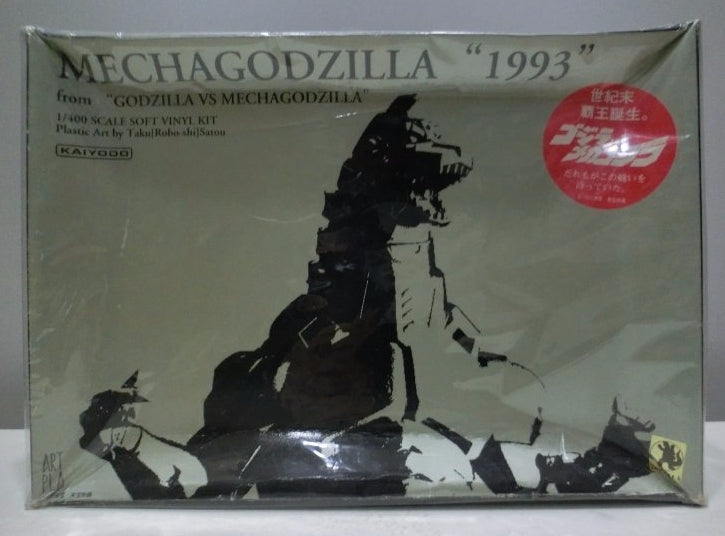 MECHAGODZILLA “1993”
from “GODZILLA VS MECHAGODZILLA”
1/400 SCALE SOFT VINYL KIT
Plastic Art by Taku|Robo-shi|Satou
KAIYODO
世紀末
覇王誕生。
ゴジラvs
メカゴジラ
だれもがこの戦いを
待っていた。
ART
PLA